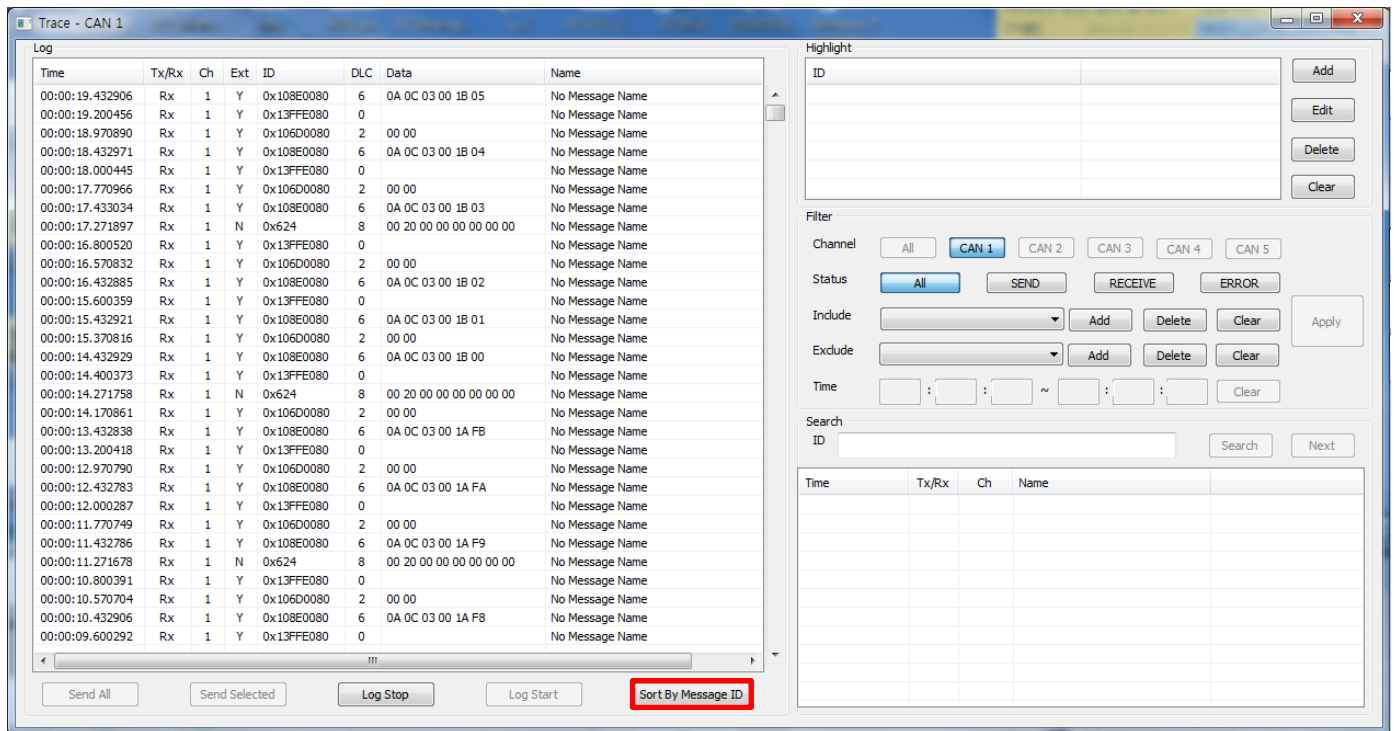 Trace - CAN 1
Log
Time Tx/Rx Ch Ext ID DLC Data Name
00:00:19.432906 Rx 1 Y 0x108E0080 6 0A 0C 03 00 1B 05 No Message Name
00:00:19.200456 Rx 1 Y 0x13FFE080 0 No Message Name
00:00:18.970890 Rx 1 Y 0x106D0080 2 00 00 No Message Name
00:00:18.432971 Rx 1 Y 0x108E0080 6 0A 0C 03 00 1B 04 No Message Name
00:00:18.000445 Rx 1 Y 0x13FFE080 0 No Message Name
00:00:17.770966 Rx 1 Y 0x106D0080 2 00 00 No Message Name
00:00:17.433034 Rx 1 Y 0x108E0080 6 0A 0C 03 00 1B 03 No Message Name
00:00:17.271897 Rx 1 N 0x624 8 00 20 00 00 00 00 00 00 No Message Name
00:00:16.800520 Rx 1 Y 0x13FFE080 0 No Message Name
00:00:16.570832 Rx 1 Y 0x106D0080 2 00 00 No Message Name
00:00:16.432885 Rx 1 Y 0x108E0080 6 0A 0C 03 00 1B 02 No Message Name
00:00:15.600359 Rx 1 Y 0x13FFE080 0 No Message Name
00:00:15.432921 Rx 1 Y 0x108E0080 6 0A 0C 03 00 1B 01 No Message Name
00:00:15.370816 Rx 1 Y 0x106D0080 2 00 00 No Message Name
00:00:14.432929 Rx 1 Y 0x108E0080 6 0A 0C 03 00 1B 00 No Message Name
00:00:14.400373 Rx 1 Y 0x13FFE080 0 No Message Name
00:00:14.271758 Rx 1 N 0x624 8 00 20 00 00 00 00 00 00 No Message Name
00:00:14.170861 Rx 1 Y 0x106D0080 2 00 00 No Message Name
00:00:13.432838 Rx 1 Y 0x108E0080 6 0A 0C 03 00 1A FB No Message Name
00:00:13.200418 Rx 1 Y 0x13FFE080 0 No Message Name
00:00:12.970790 Rx 1 Y 0x106D0080 2 00 00 No Message Name
00:00:12.432783 Rx 1 Y 0x108E0080 6 0A 0C 03 00 1A FA No Message Name
00:00:12.000287 Rx 1 Y 0x13FFE080 0 No Message Name
00:00:11.770749 Rx 1 Y 0x106D0080 2 00 00 No Message Name
00:00:11.432786 Rx 1 Y 0x108E0080 6 0A 0C 03 00 1A F9 No Message Name
00:00:11.271678 Rx 1 N 0x624 8 00 20 00 00 00 00 00 00 No Message Name
00:00:10.800391 Rx 1 Y 0x13FFE080 0 No Message Name
00:00:10.570704 Rx 1 Y 0x106D0080 2 00 00 No Message Name
00:00:10.432906 Rx 1 Y 0x108E0080 6 0A 0C 03 00 1A F8 No Message Name
00:00:09.600292 Rx 1 Y 0x13FFE080 0 No Message Name
Send All Send Selected Log Stop Log Start Sort By Message ID
Highlight
ID
Add
Edit
Delete
Clear
Filter
Channel All CAN 1 CAN 2 CAN 3 CAN 4 CAN 5
Status All SEND RECEIVE ERROR
Include Add Delete Clear
Apply
Exclude Add Delete Clear
Time : : ~ : : Clear
Search
ID Search Next
Time Tx/Rx Ch Name